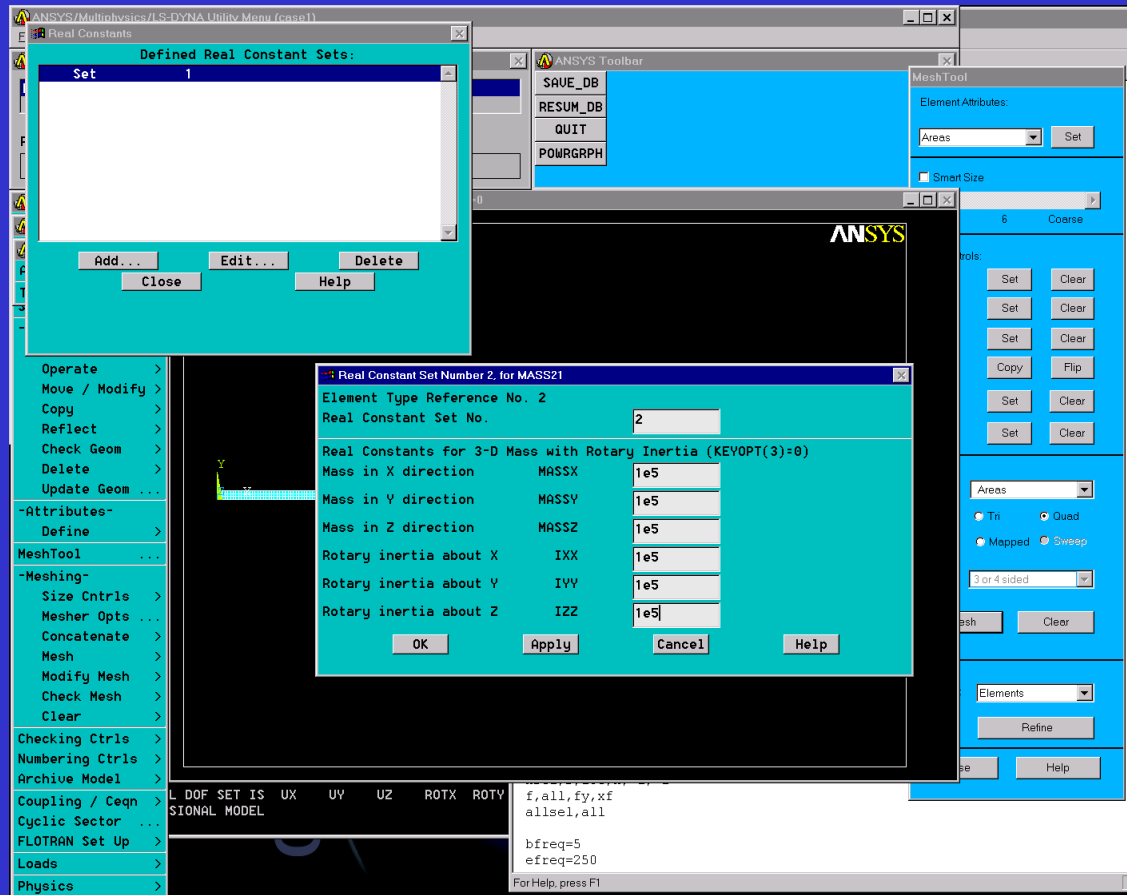 ANSYS/Multiphysics/LS-DYNA Utility Menu (case1)
Real Constants
Defined Real Constant Sets:
Set 1
Add... Edit... Delete
Close Help
ANSYS Toolbar
SAVE_DB
RESUM_DB
QUIT
POWRGRPH
MeshTool
Element Attributes:
Areas Set
Smart Size
6 Coarse
Set Clear
Set Clear
Set Clear
Copy Flip
Set Clear
Set Clear
Areas
Tri Quad
Mapped Sweep
3 or 4 sided
Clear
Elements
Refine
Help
ANSYS
Y
Operate >
Move / Modify >
Copy >
Reflect >
Check Geom >
Delete >
Update Geom ...
-Attributes-
Define >
MeshTool ...
-Meshing-
Size Cntrls >
Mesher Opts ...
Concatenate >
Mesh >
Modify Mesh >
Check Mesh >
Clear >
Checking Ctrls >
Numbering Ctrls >
Archive Model >
Coupling / Ceqn >
Cyclic Sector ...
FLOTRAN Set Up >
Loads >
Physics >
Real Constant Set Number 2, for MASS21
Element Type Reference No. 2
Real Constant Set No. 2
Real Constants for 3-D Mass with Rotary Inertia (KEYOPT(3)=0)
Mass in X direction MASSX 1e5
Mass in Y direction MASSY 1e5
Mass in Z direction MASSZ 1e5
Rotary inertia about X IXX 1e5
Rotary inertia about Y IYY 1e5
Rotary inertia about Z IZZ 1e5
OK Apply Cancel Help
DOF SET IS UX UY UZ ROTX ROTY
SIONAL MODEL
f,all,fy,xf
allsel,all
bfreq=5
efreq=250
For Help, press F1